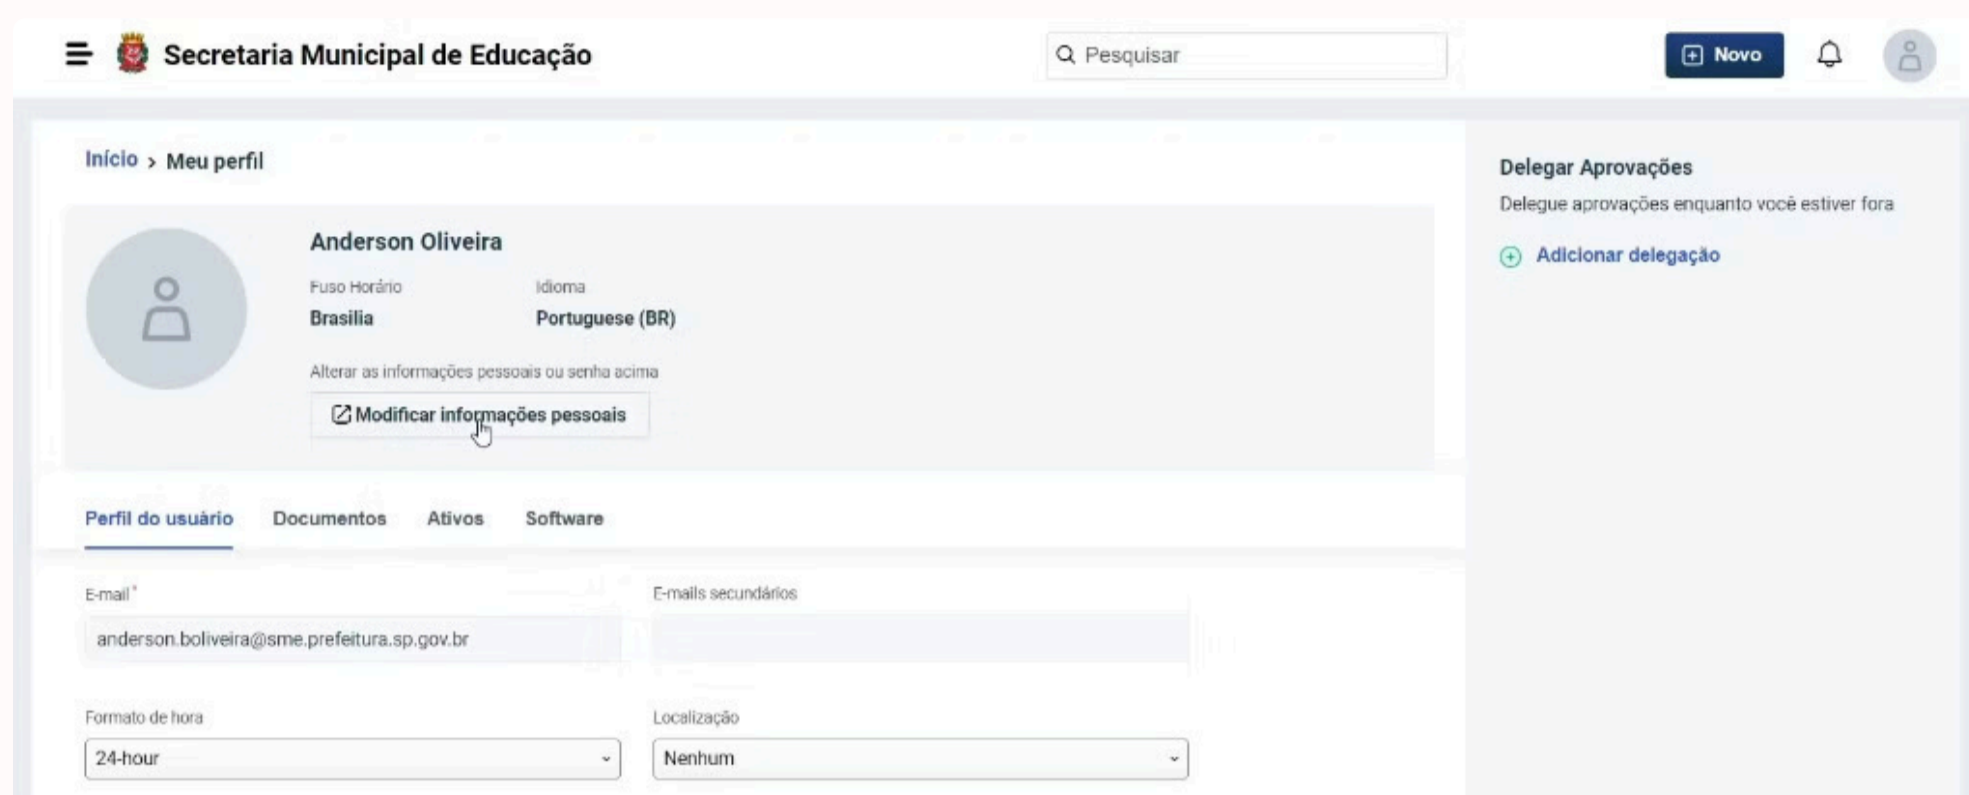 Secretaria Municipal de Educação
Pesquisar
Novo
Início > Meu perfil
Anderson Oliveira
Fuso Horário
Idioma
Brasilia
Portuguese (BR)
Alterar as informações pessoais ou senha acima
Modificar informações pessoais
Perfil do usuário
Documentos
Ativos
Software
E-mail*
E-mails secundários
anderson.boliveira@sme.prefeitura.sp.gov.br
Formato de hora
Localização
24-hour
Nenhum
Delegar Aprovações
Delegue aprovações enquanto você estiver fora
Adicionar delegação